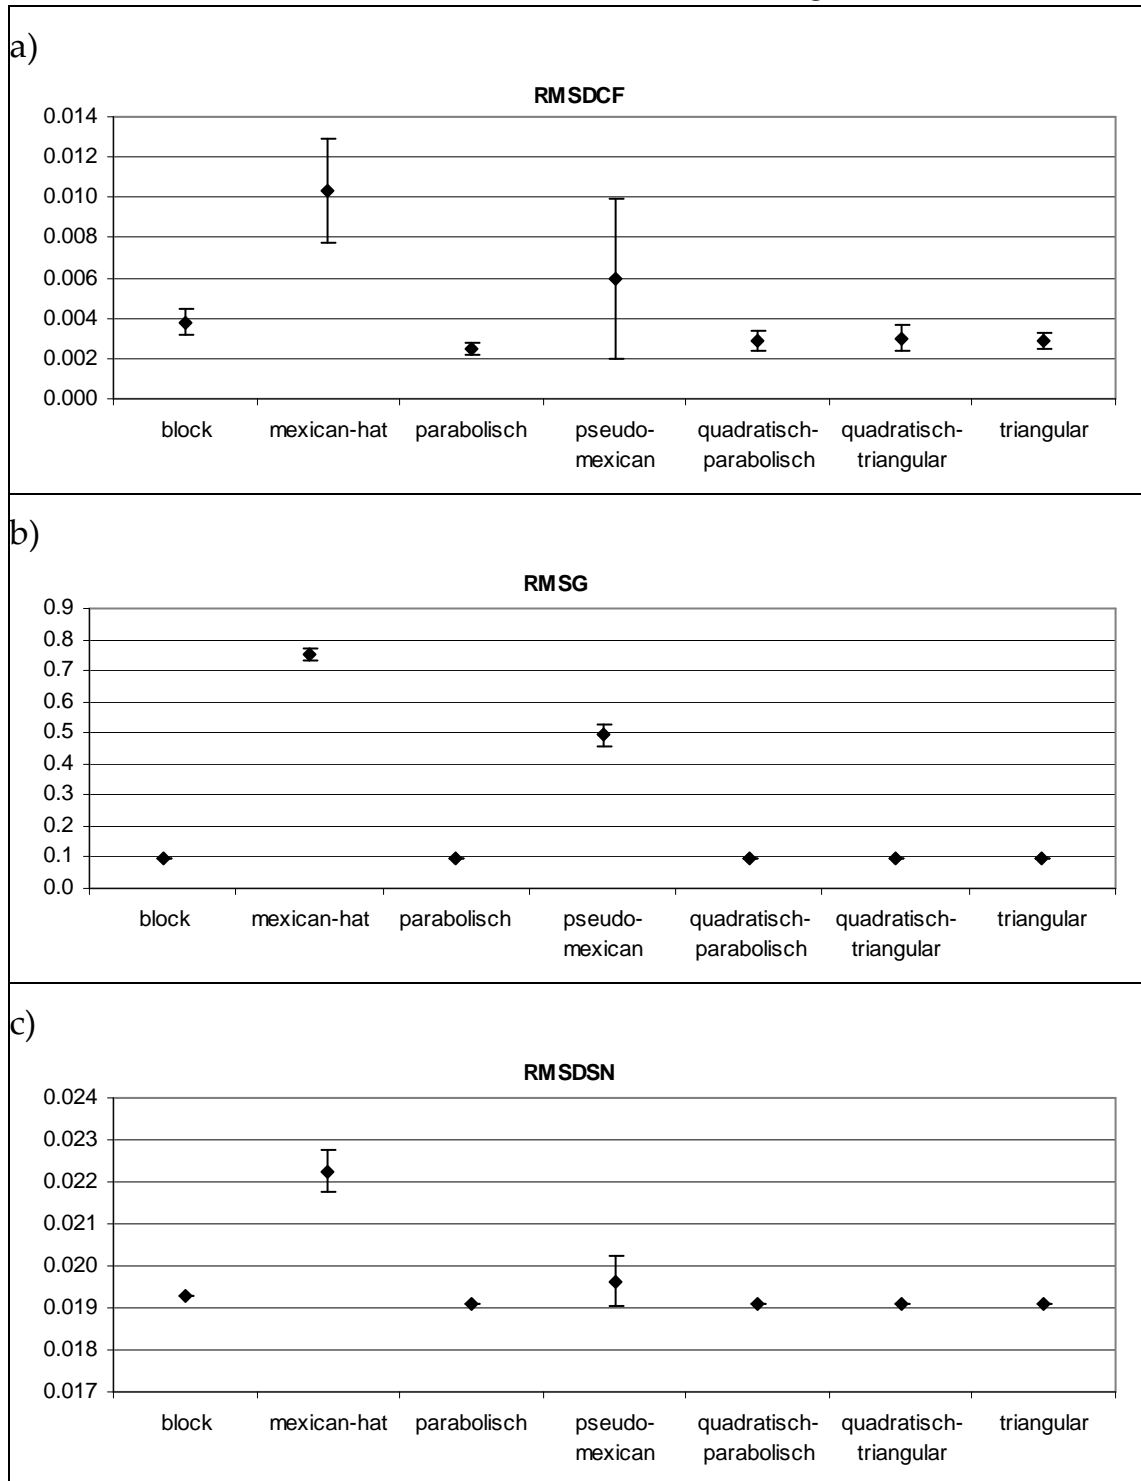 a)
RMSDCF
0.014
0.012
0.010
0.008
0.006
0.004
0.002
0.000
block mexican-hat parabolisch pseudo- quadratisch- quadratisch- triangular
mexican parabolisch triangular
b)
RMSG
0.9
0.8
0.7
0.6
0.5
0.4
0.3
0.2
0.1
0.0
block mexican-hat parabolisch pseudo- quadratisch- quadratisch- triangular
mexican parabolisch triangular
c)
RMSDSN
0.024
0.023
0.022
0.021
0.020
0.019
0.018
0.017
block mexican-hat parabolisch pseudo- quadratisch- quadratisch- triangular
mexican parabolisch triangular